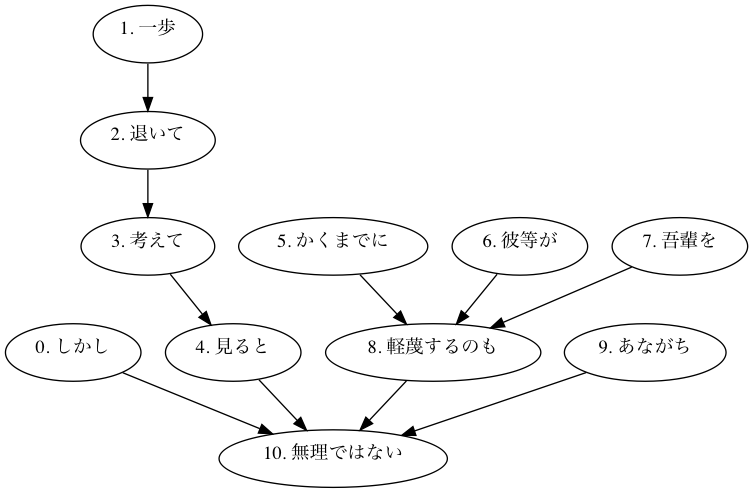 1. 一歩
2. 退いて
3. 考えて
5. かくまでに
6. 彼等が
7. 吾輩を
0. しかし
4. 見ると
8. 軽蔑するのも
9. あながち
10. 無理ではない